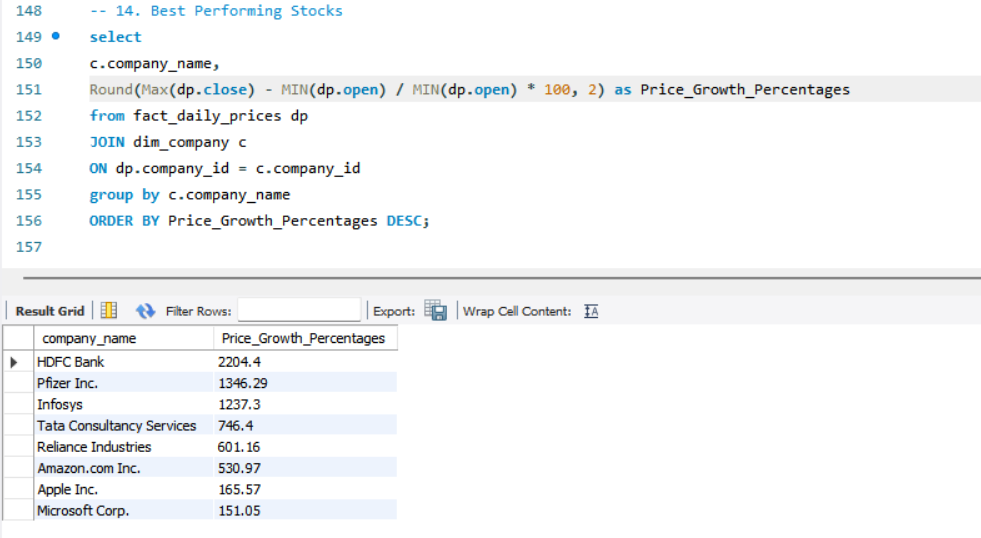 148 -- 14. Best Performing Stocks
149 select
150 c.company_name,
151 Round(Max(dp.close) - MIN(dp.open) / MIN(dp.open) * 100, 2) as Price_Growth_Percentages
152 from fact_daily_prices dp
153 JOIN dim_company c
154 ON dp.company_id = c.company_id
155 group by c.company_name
156 ORDER BY Price_Growth_Percentages DESC;
157
Result Grid Filter Rows: Export: Wrap Cell Content: IA
company_name Price_Growth_Percentages
HDFC Bank 2204.4
Pfizer Inc. 1346.29
Infosys 1237.3
Tata Consultancy Services 746.4
Reliance Industries 601.16
Amazon.com Inc. 530.97
Apple Inc. 165.57
Microsoft Corp. 151.05